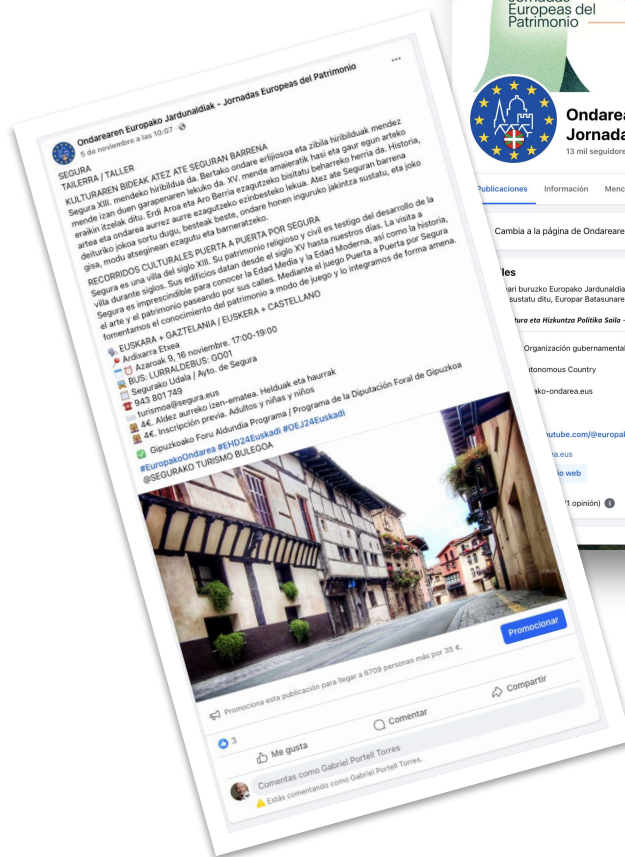 Jornadas
Europeas del
Patrimonio
Ondarearen Europako Jardunaldiak - Jornadas Europeas del Patrimonio
5 de noviembre a las 10:07
SEGURA
TAILERRA / TALLER
KULTURAREN BIDEAK ATEZ ATE SEGURAN BARRENA
Segura XIII. mendeko hiribildua da. Bertako ondare erlijiosoa eta zibila hiribilduak mendez
mende izan duen garapenaren lekuko da. XV. mende amaieratik hasi eta gaur egun arteko
eraikin itzelak ditu. Erdi Aroa eta Aro Berria ezagutzeko bisitatu beharreko herria da. Historia,
artea eta ondarea aurrez aurre ezagutzeko ezinbesteko lekua. Atez ate Seguran barrena
deituriko jokoa sortu dugu, besteak beste, ondare honen inguruko jakintza sustatu, eta joko
gisa, modu atseginean ezagutu eta barneratzeko.
RECORRIDOS CULTURALES PUERTA A PUERTA POR SEGURA
Segura es una villa del siglo XIII. Su patrimonio religioso y civil es testigo del desarrollo de la
villa durante siglos. Sus edificios datan desde el siglo XV hasta nuestros días. La visita a
Segura es imprescindible para conocer la Edad Media y la Edad Moderna, así como la historia,
el arte y el patrimonio paseando por sus calles. Mediante el juego Puerta a Puerta por Segura
fomentamos el conocimiento del patrimonio a modo de juego y lo integramos de forma amena.
EUSKARA + GAZTELANIA / EUSKERA + CASTELLANO
Ardixarra Etxea
Azaroak 9, 16 noviembre. 17:00-19:00
BUS: LURRALDEBUS: GO01
Segurako Udala / Ayto. de Segura
943 801 749
turismoa@segura.eus
4€. Aldez aurreko izen-ematea. Helduak eta haurrak
4€. Inscripción previa. Adultos y niñas y niños
Gipuzkoako Foru Aldundia Programa / Programa de la Diputación Foral de Gipuzkoa
#EuropakoOndarea #EHD24Euskadi #OEJ24Euskadi
@SEGURAKO TURISMO BULEGOA
Promociona esta publicación para llegar a 6709 personas más por 35 €.
Promocionar
3
Me gusta
Comentar
Compartir
Comentas como Gabriel Portell Torres
Estás comentando como Gabriel Portell Torres.
Ondarea
Jornada
13 mil seguidore
Publicaciones
Información
Menc
Cambia a la página de Ondareare
les
ari buruzko Europako Jardunaldia
sustatu ditu, Europar Batasunare
tura eta Hizkuntza Politika Saila -
Organización gubernamental
tonomous Country
ako-ondarea.eus
utube.com/@europak
ea.eus
io web
(1 opinión)